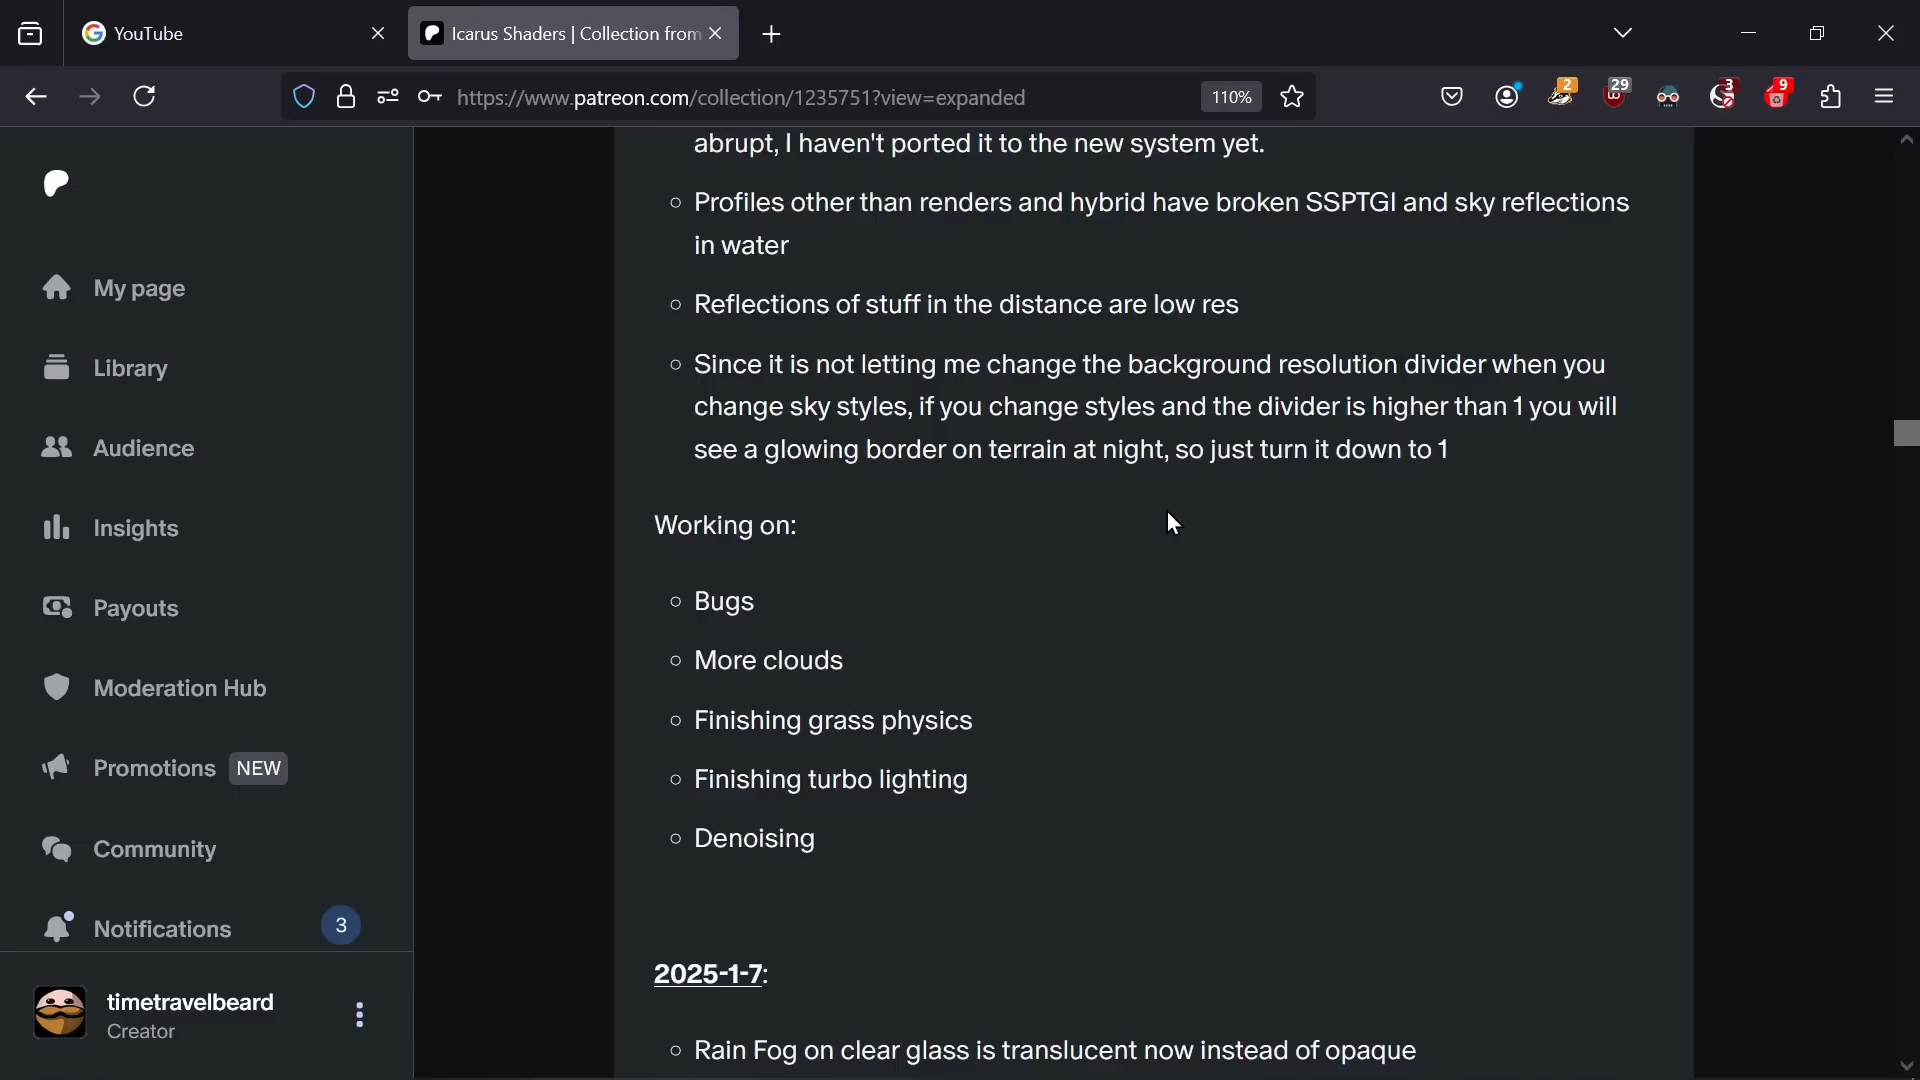 YouTube
Icarus Shaders | Collection from
https://www.patreon.com/collection/1235751?view=expanded
110%
2
29
3
9
My page
Library
Audience
Insights
Payouts
Moderation Hub
Promotions NEW
Community
Notifications 3
timetravelbeard
Creator
abrupt, I haven't ported it to the new system yet.
Profiles other than renders and hybrid have broken SSPTGI and sky reflections
in water
Reflections of stuff in the distance are low res
Since it is not letting me change the background resolution divider when you
change sky styles, if you change styles and the divider is higher than 1 you will
see a glowing border on terrain at night, so just turn it down to 1
Working on:
Bugs
More clouds
Finishing grass physics
Finishing turbo lighting
Denoising
2025-1-7:
Rain Fog on clear glass is translucent now instead of opaque